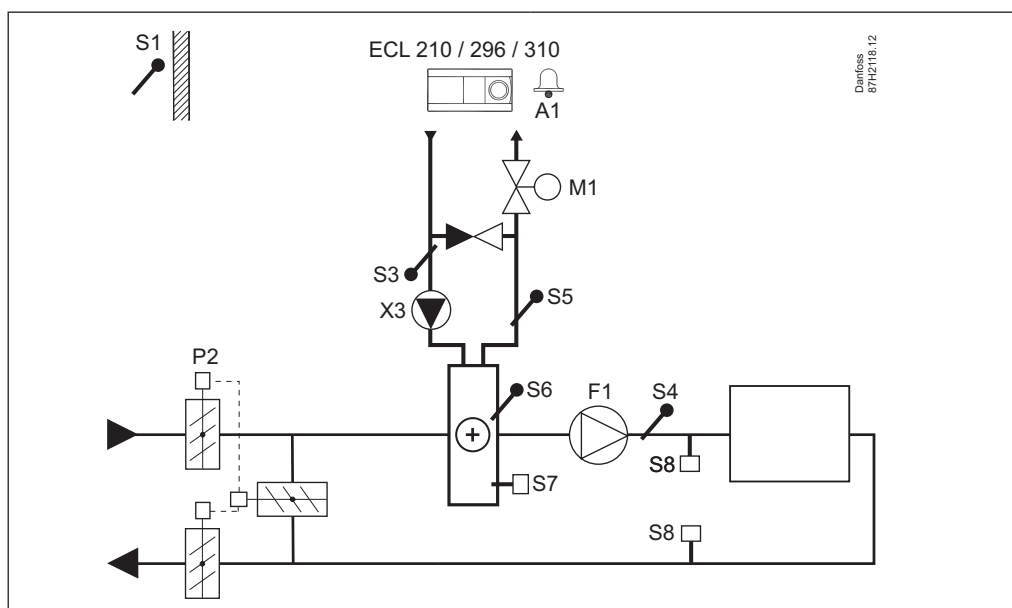 S1
ECL 210 / 296 / 310
A1
Danfoss
87H2118.12
M1
S3
S5
X3
P2
S6
F1
S4
S8
S7
S8